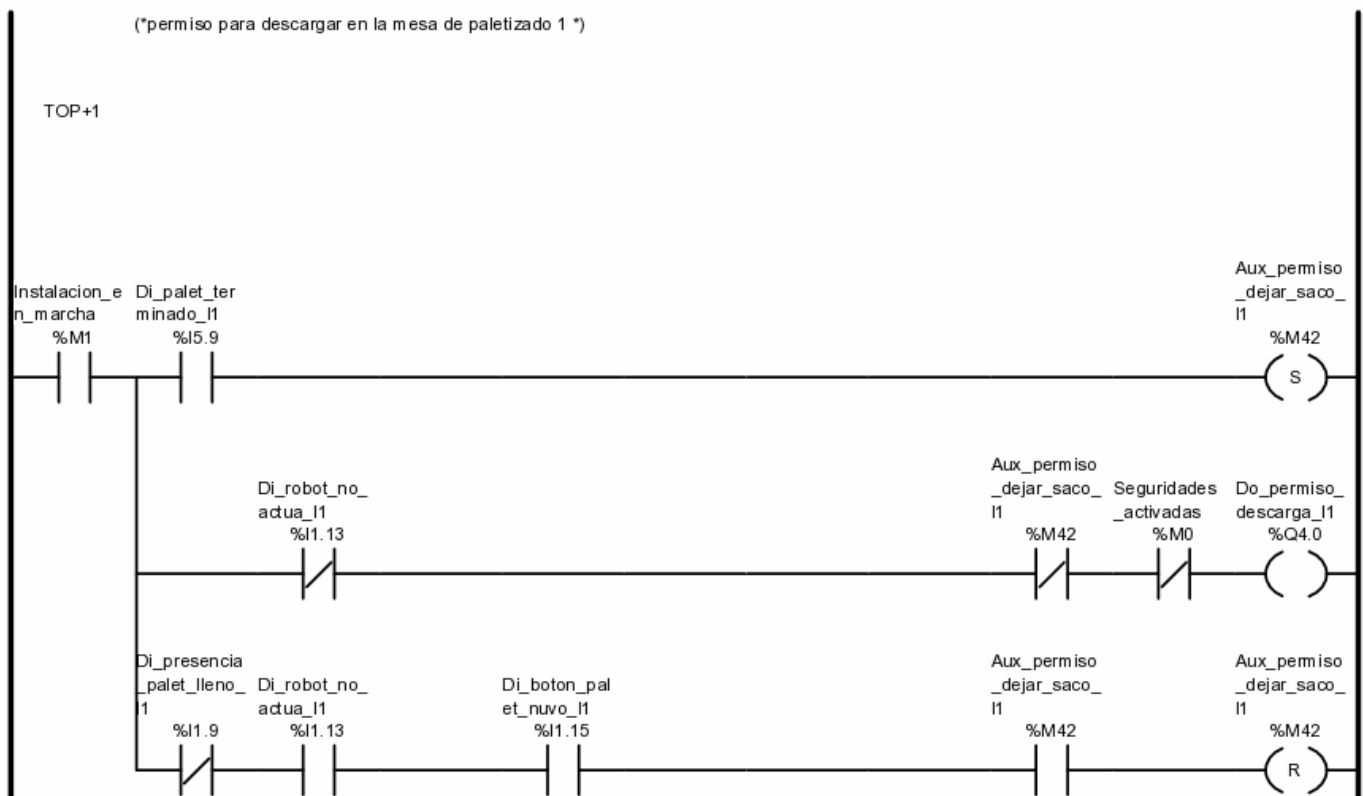 (*permiso para descargar en la mesa de paletizado 1 *)
TOP+1
Aux_permiso
_dejar_saco_
l1
Instalacion_e
n_marcha
Di_palet_ter
minado_l1
%M1
%I5.9
%M42
S
Aux_permiso
_dejar_saco_
l1
Di_robot_no_
actua_l1
Seguridades
_activadas
Do_permiso_
descarga_l1
%I1.13
%M42
%M0
%Q4.0
Di_presencia
_palet_lleno_
l1
Di_robot_no_
actua_l1
Di_boton_pal
et_nuvo_l1
Aux_permiso
_dejar_saco_
l1
Aux_permiso
_dejar_saco_
l1
%I1.9
%I1.13
%I1.15
%M42
%M42
R